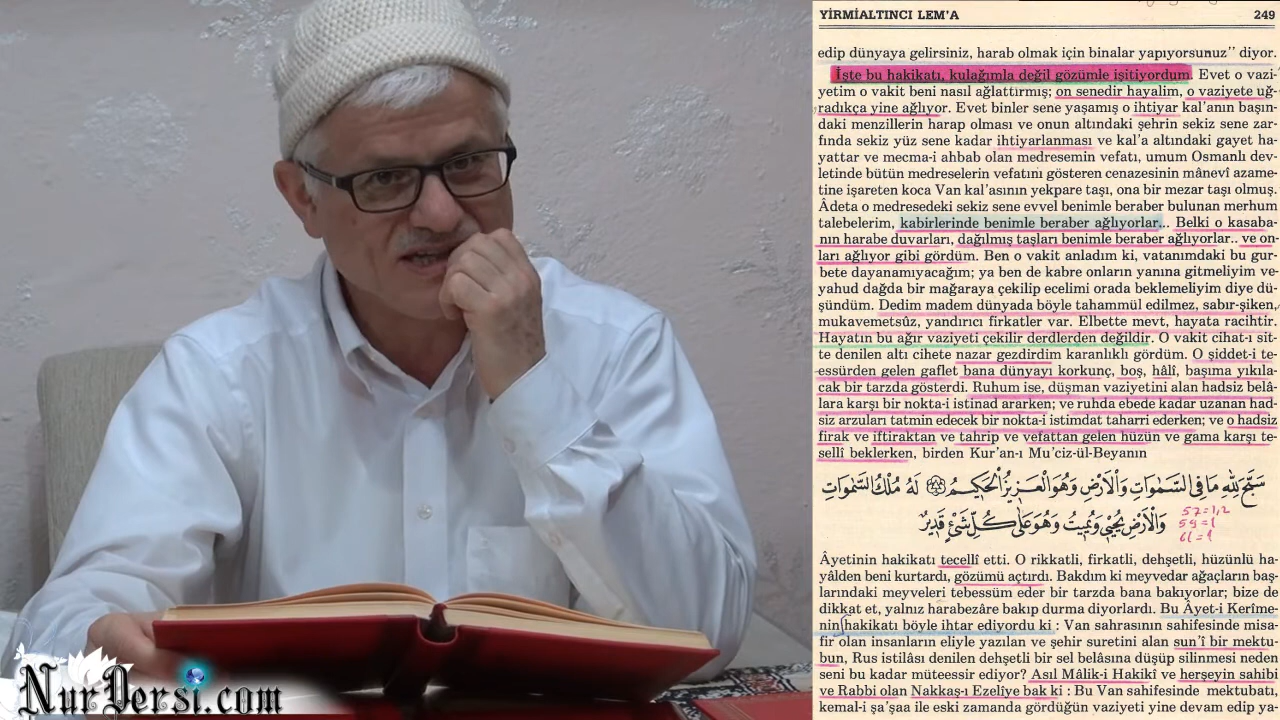 YİRMİALTINCI LEM'A 249
edip dünyaya gelirsiniz, harab olmak için binalar yapıyorsunuz'' diyor.
İşte bu hakikatı, kulağımla değil gözümle işitiyordum. Evet o vazi-
yetim o vakit beni nasıl ağlattırmış; on senedir hayalim, o vaziyete uğ-
radıkça yine ağlıyor. Evet binler sene yaşamış o ihtiyar kal'anın başın-
daki menzillerin harap olması ve onun altındaki şehrin sekiz sene zar-
fında sekiz yüz sene kadar ihtiyarlanması ve kal'a altındaki gayet ha-
yattar ve mecma-i ahbab olan medresemin vefatı, umum Osmanlı dev-
letinde bütün medreselerin vefatını gösteren cenazesinin mânevî azame-
tine işareten koca Van kal'asının yekpare taşı, ona bir mezar taşı olmuş.
Âdeta o medresedeki sekiz sene evvel benimle beraber bulunan merhum
talebelerim, kabirlerinde benimle beraber ağlıyorlar... Belki o kasaba-
nın harabe duvarları, dağılmış taşları benimle beraber ağlıyorlar.. ve on-
ları ağlıyor gibi gördüm. Ben o vakit anladım ki, vatanımdaki bu gur-
bete dayanamıyacağım; ya ben de kabre onların yanına gitmeliyim ve-
yahud dağda bir mağaraya çekilip ecelimi orada beklemeliyim diye dü-
şündüm. Dedim madem dünyada böyle tahammül edilmez, sabır-şiken,
mukavemetsûz, yandırıcı firkatler var. Elbette mevt, hayata racihtir.
Hayatın bu ağır vaziyeti çekilir derdlerden değildir. O vakit cihat-ı sit-
te denilen altı cihete nazar gezdirdim karanlıklı gördüm. O şiddet-i te-
essürden gelen gaflet bana dünyayı korkunç, boş, hâlî, başıma yıkıla-
cak bir tarzda gösterdi. Ruhum ise, düşman vaziyetini alan hadsiz belâ-
lara karşı bir nokta-i istinad ararken; ve ruhda ebede kadar uzanan had-
siz arzuları tatmin edecek bir nokta-i istimdat taharri ederken; ve o hadsiz
firak ve iftiraktan ve tahrip ve vefattan gelen hüzün ve gama karşı te-
sellî beklerken, birden Kur'an-ı Mu'ciz-ül-Beyanın
سَبَّحَ لِلّٰهِ مَا فِى السَّمٰوَاتِ وَالْاَرْضِ وَهُوَ الْعَزِيزُ الْحَكِيمُ لَهُ مُلْكُ السَّمٰوَاتِ
وَالْاَرْضِ يُحْيٖى وَيُمِيتُ وَهُوَ عَلٰى كُلِّ شَىْءٍ قَدِيرٌ
57=1,2
59=1
61=1
Âyetinin hakikatı tecellî etti. O rikkatli, firkatli, dehşetli, hüzünlü ha-
yâlden beni kurtardı, gözümü açtırdı. Bakdım ki meyvedar ağaçların baş-
larındaki meyveleri tebessüm eder bir tarzda bana bakıyorlar; bize de
dikkat et, yalnız harabezâre bakıp durma diyorlardı. Bu Âyet-i Kerîme-
nin hakikatı böyle ihtar ediyordu ki : Van sahrasının sahifesinde misa-
fir olan insanların eliyle yazılan ve şehir suretini alan sun'î bir mektu-
bun, Rus istilâsı denilen dehşetli bir sel belâsına düşüp silinmesi neden
seni bu kadar müteessir ediyor? Asıl Mâlik-i Hakikî ve herşeyin sahibi
ve Rabbi olan Nakkaş-ı Ezelîye bak ki : Bu Van sahifesinde mektubatı,
kemal-i şa'şaa ile eski zamanda gördüğün vaziyeti yine devam edip ya-
NurDersi.com